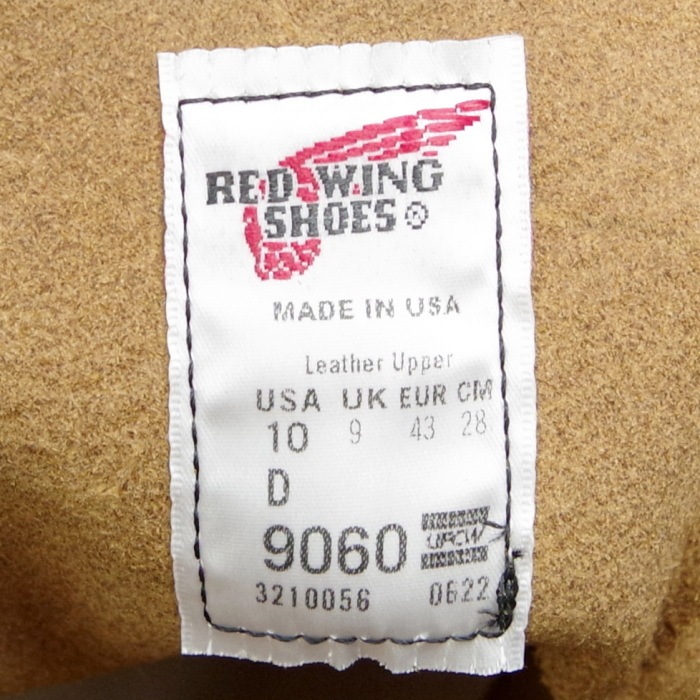 RED WING
SHOES ®
MADE IN USA
Leather Upper
USA UK EUR CM
10 9 43 28
D
9060 UFCW
3210056 0622